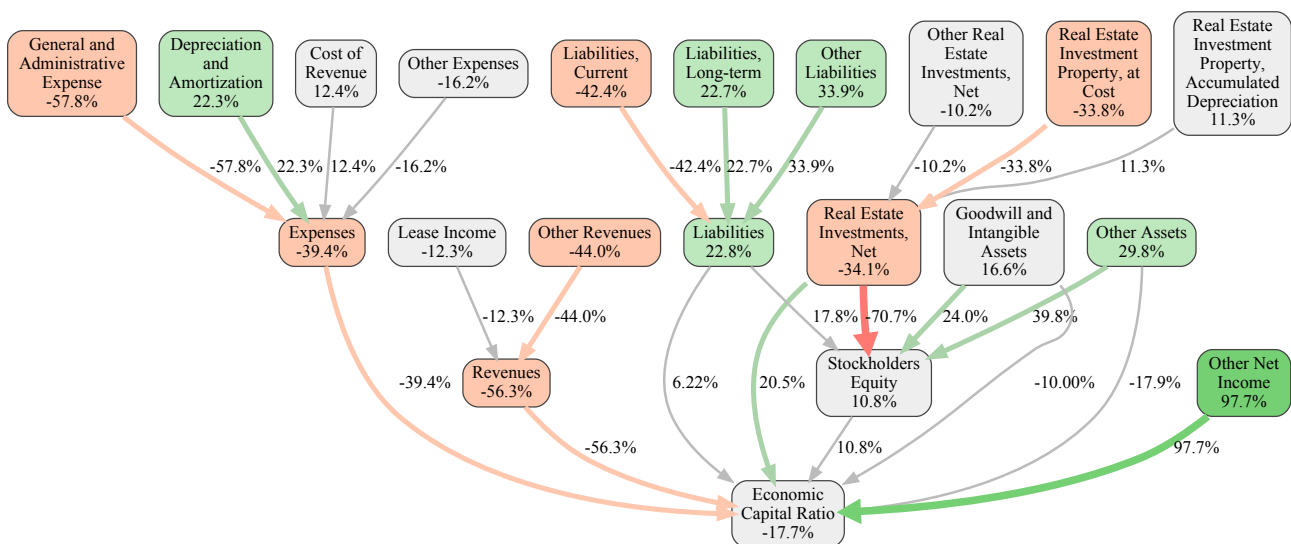 General and
Administrative
Expense
-57.8%
Depreciation
and
Amortization
22.3%
Cost of
Revenue
12.4%
Other Expenses
-16.2%
Liabilities,
Current
-42.4%
Liabilities,
Long-term
22.7%
Other
Liabilities
33.9%
Other Real
Estate
Investments,
Net
-10.2%
Real Estate
Investment
Property, at
Cost
-33.8%
Real Estate
Investment
Property,
Accumulated
Depreciation
11.3%
-57.8%
22.3%
12.4%
-16.2%
-42.4%
22.7%
33.9%
-10.2%
-33.8%
11.3%
Expenses
-39.4%
Lease Income
-12.3%
Other Revenues
-44.0%
Liabilities
22.8%
Real Estate
Investments,
Net
-34.1%
Goodwill and
Intangible
Assets
16.6%
Other Assets
29.8%
-12.3%
-44.0%
17.8%
-70.7%
24.0%
39.8%
Revenues
-56.3%
Stockholders
Equity
10.8%
Other Net
Income
97.7%
-39.4%
6.22%
20.5%
-10.00%
-17.9%
-56.3%
10.8%
97.7%
Economic
Capital Ratio
-17.7%